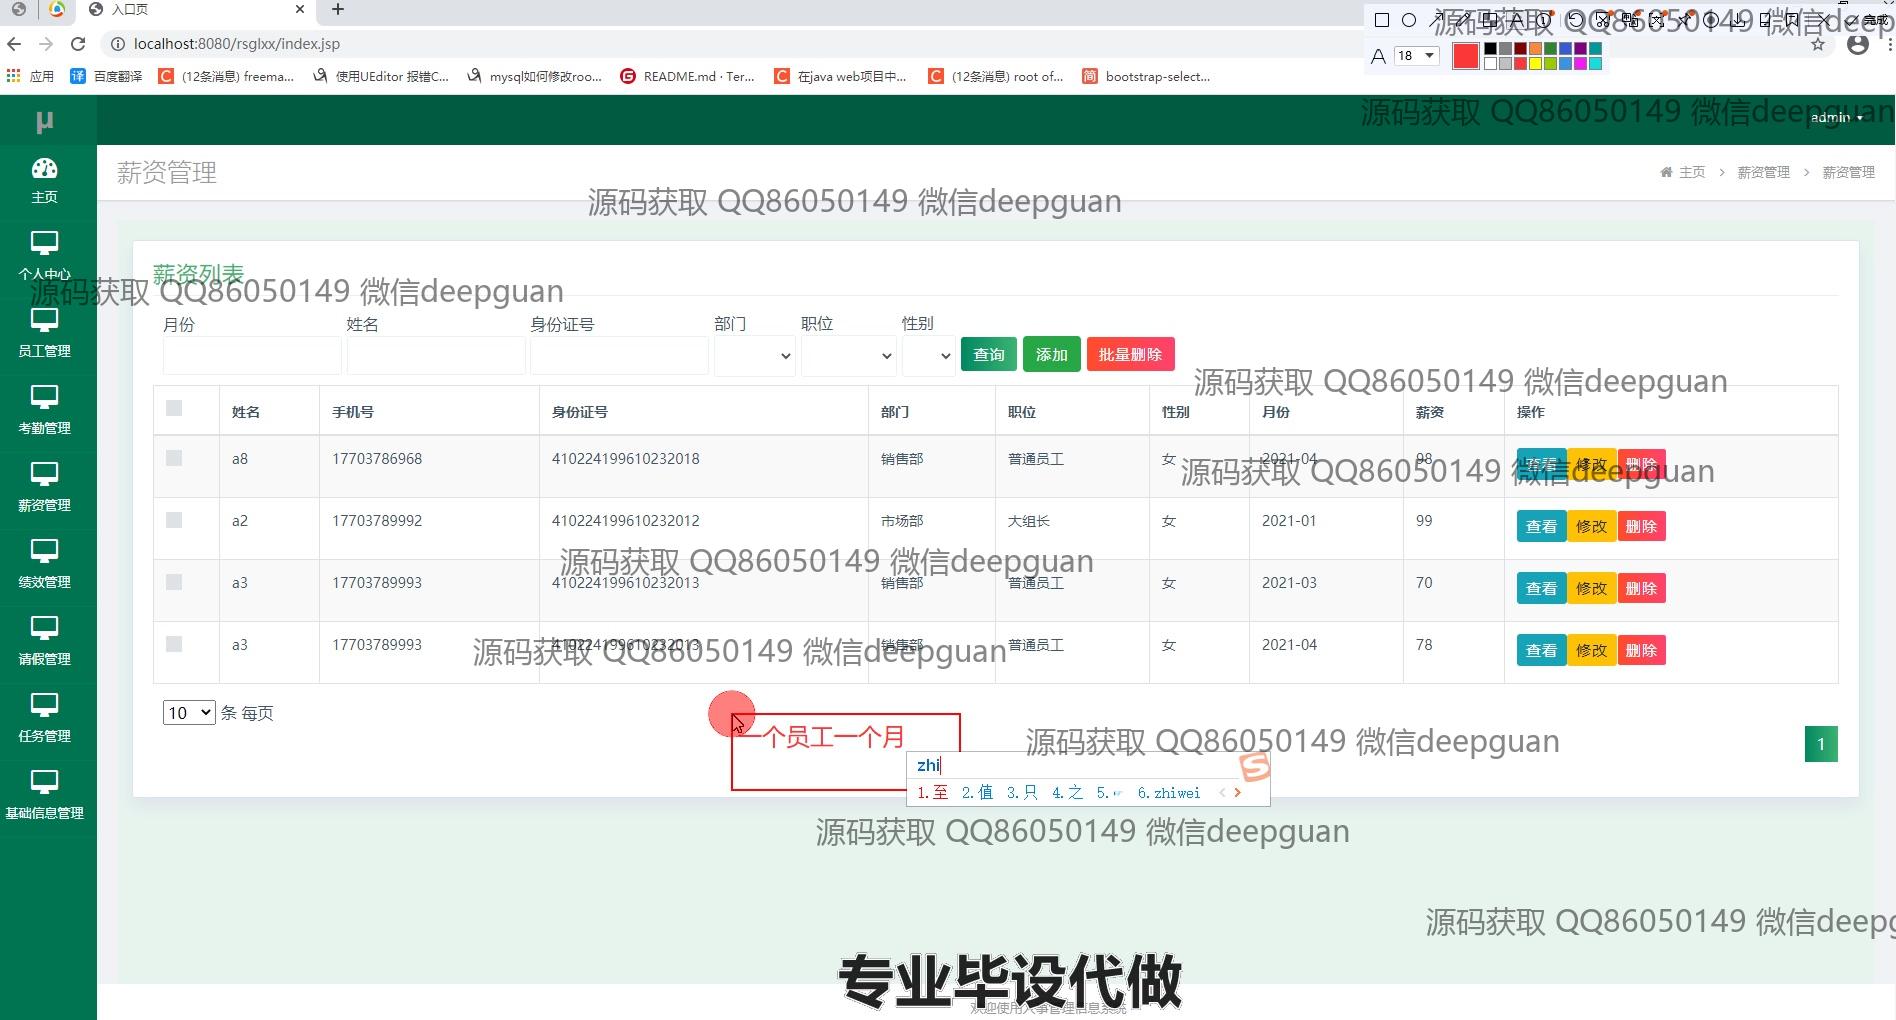 入口页
localhost:8080/rsglxx/index.jsp
应用
百度翻译
(12条消息) freema...
使用UEditor 报错C...
mysql如何修改roo...
README.md · Ter...
在java web项目中...
(12条消息) root of...
bootstrap-select...
A 18
完成
源码获取 QQ86050149 微信deep
μ
源码获取 QQ86050149 微信deepguan
admin
薪资管理
主页 > 薪资管理 > 薪资管理
源码获取 QQ86050149 微信deepguan
主页
个人中心
员工管理
考勤管理
薪资管理
绩效管理
请假管理
任务管理
基础信息管理
薪资列表
源码获取 QQ86050149 微信deepguan
月份 姓名 身份证号 部门 职位 性别
查询 添加 批量删除
源码获取 QQ86050149 微信deepguan
姓名 手机号 身份证号 部门 职位 性别 月份 薪资 操作
a8 17703786968 410224199610232018 销售部 普通员工 女 2021-04 98 查看 修改 删除
源码获取 QQ86050149 微信deepguan
a2 17703789992 410224199610232012 市场部 大组长 女 2021-01 99 查看 修改 删除
源码获取 QQ86050149 微信deepguan
a3 17703789993 410224199610232013 销售部 普通员工 女 2021-03 70 查看 修改 删除
a3 17703789993 410224199610232013 销售部 普通员工 女 2021-04 78 查看 修改 删除
源码获取 QQ86050149 微信deepguan
10 条 每页
一个员工一个月
源码获取 QQ86050149 微信deepguan
1
zhi
1.至 2.值 3.只 4.之 5.☞ 6.zhiwei
源码获取 QQ86050149 微信deepguan
源码获取 QQ86050149 微信deepg
专业毕设代做
欢迎使用人事管理信息系统